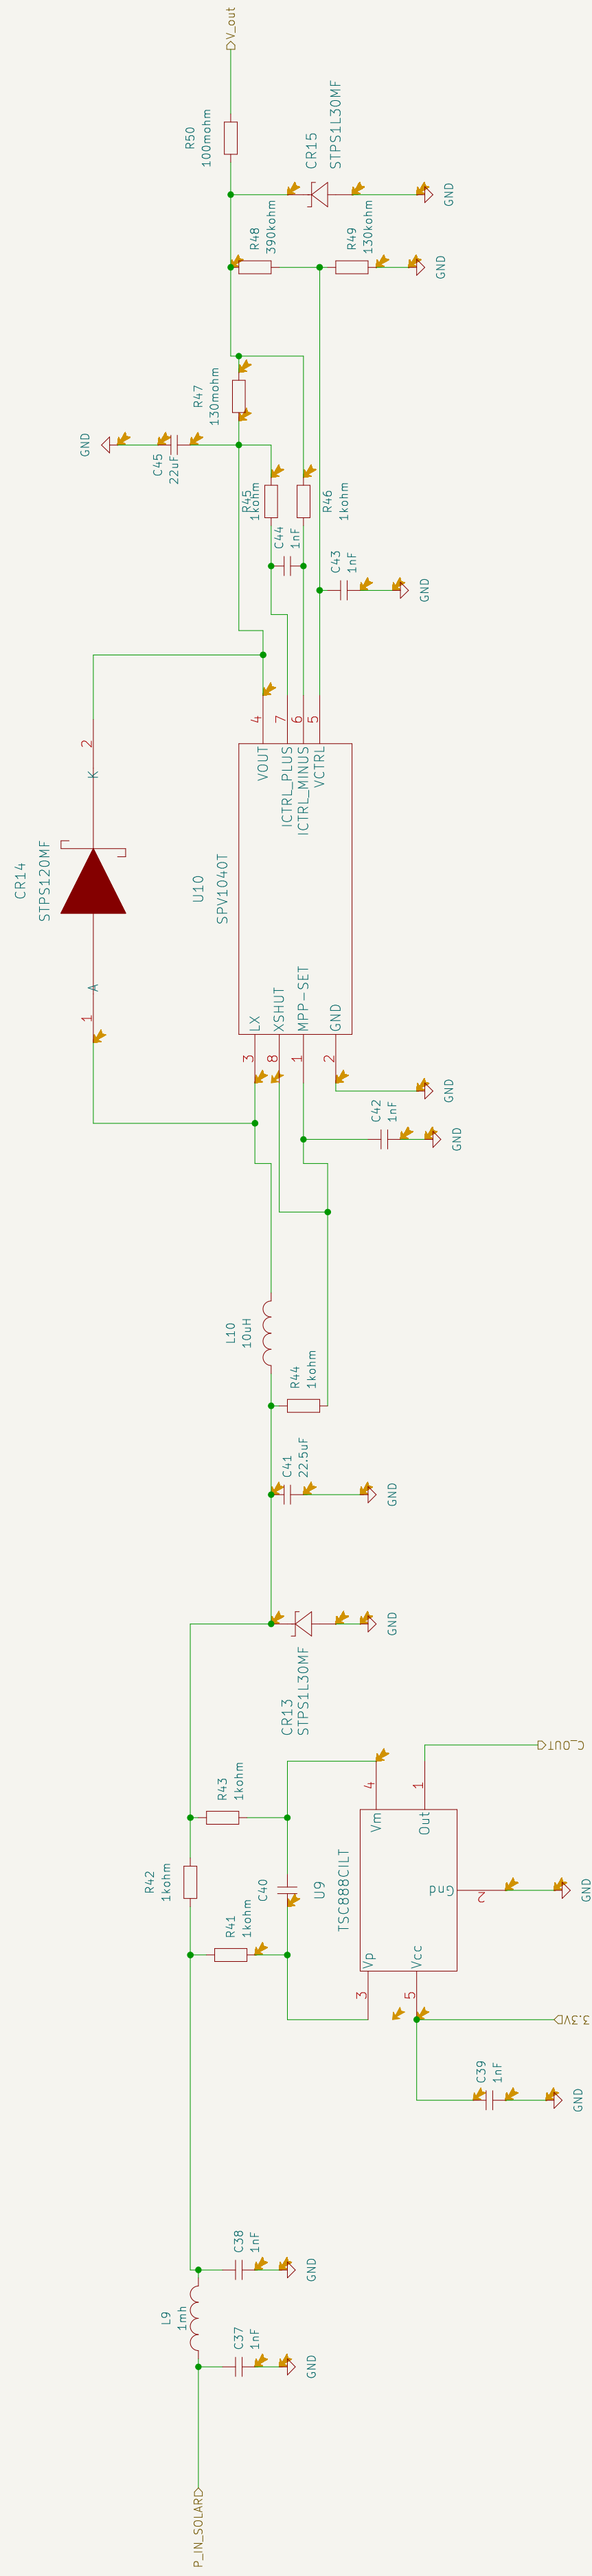 V_out
R50
100mohm
CR15
STPS1L30MF
GND
R48
390kohm
R49
130kohm
GND
R47
130mohm
GND
C45
22uF
R45
1kohm
R46
1kohm
C44
1nF
C43
1nF
GND
4
7
6
5
VOUT
ICTRL_PLUS
ICTRL_MINUS
VCTRL
CR14
STPS120MF
2
K
A
1
U10
SPV1040T
LX
XSHUT
MPP-SET
GND
3
8
1
2
GND
C42
1nF
GND
L10
10uH
R44
1kohm
C41
22.5uF
GND
CR13
STPS1L30MF
GND
C_OUT
R43
1kohm
4
1
Vm
Out
R42
1kohm
C40
U9
TSC888CILT
Gnd
2
GND
R41
1kohm
Vp
Vcc
3
5
3.3V
C39
1nF
GND
C38
1nF
GND
L9
1mh
C37
1nF
GND
P_IN_SOLAR